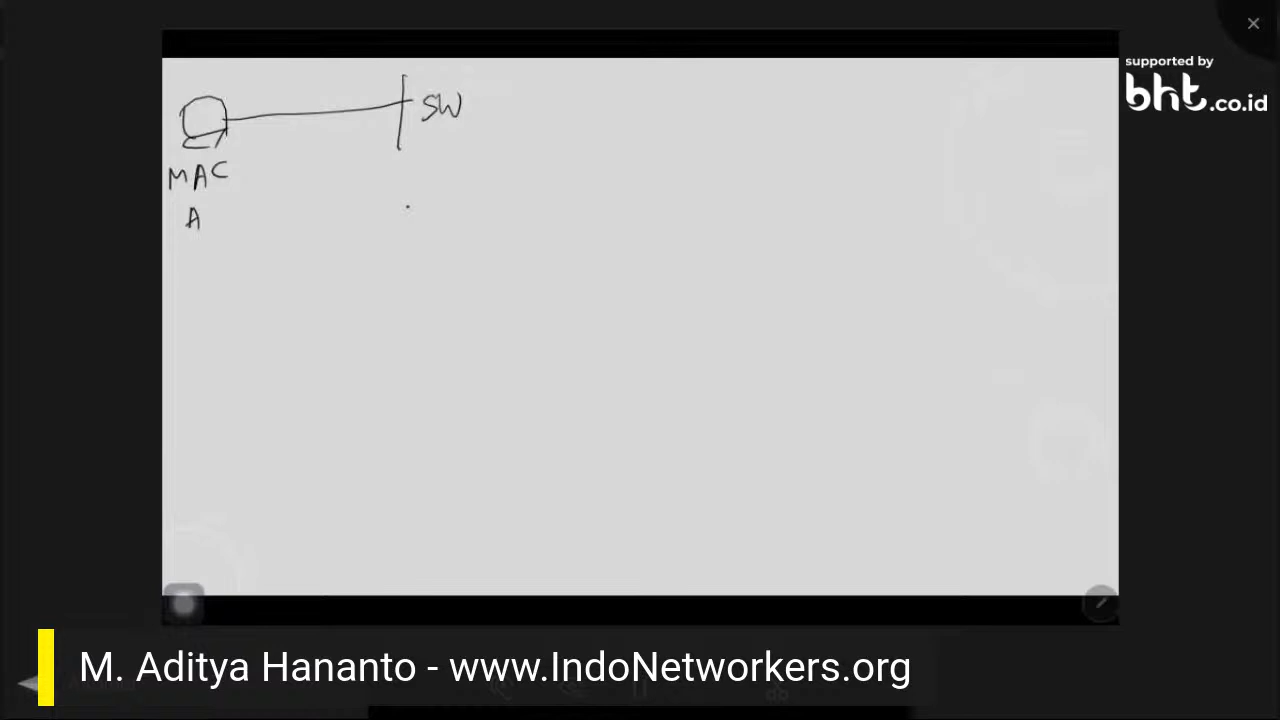 supported by
bht.co.id
SW
MAC
A
M. Aditya Hananto - www.IndoNetworkers.org